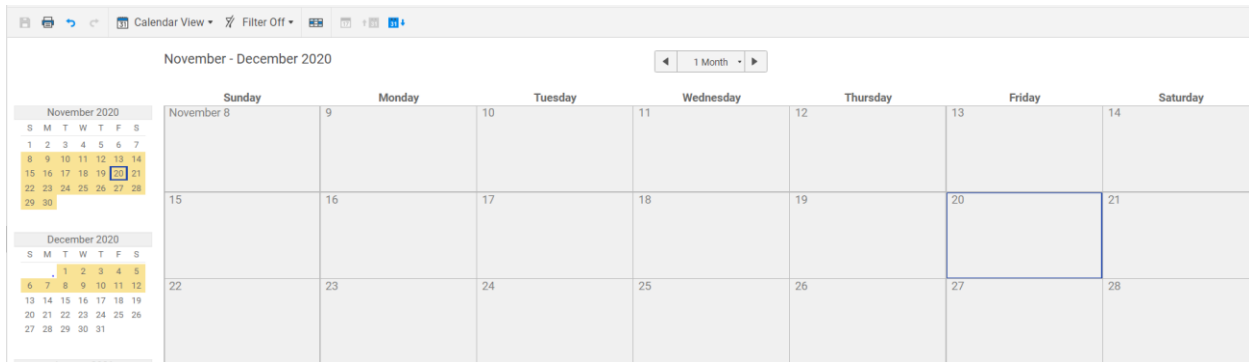 31 Calendar View Filter Off 17 31 31
November - December 2020
1 Month
Sunday Monday Tuesday Wednesday Thursday Friday Saturday
November 8 9 10 11 12 13 14
15 16 17 18 19 20 21
22 23 24 25 26 27 28
November 2020
S M T W T F S
1 2 3 4 5 6 7
8 9 10 11 12 13 14
15 16 17 18 19 20 21
22 23 24 25 26 27 28
29 30
December 2020
S M T W T F S
1 2 3 4 5
6 7 8 9 10 11 12
13 14 15 16 17 18 19
20 21 22 23 24 25 26
27 28 29 30 31